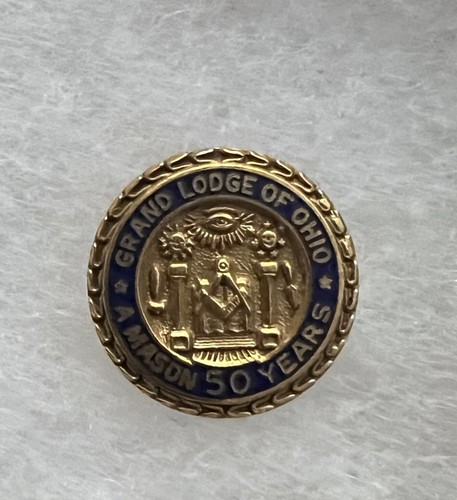 GRAND LODGE OF OHIO
A MASON 50 YEARS